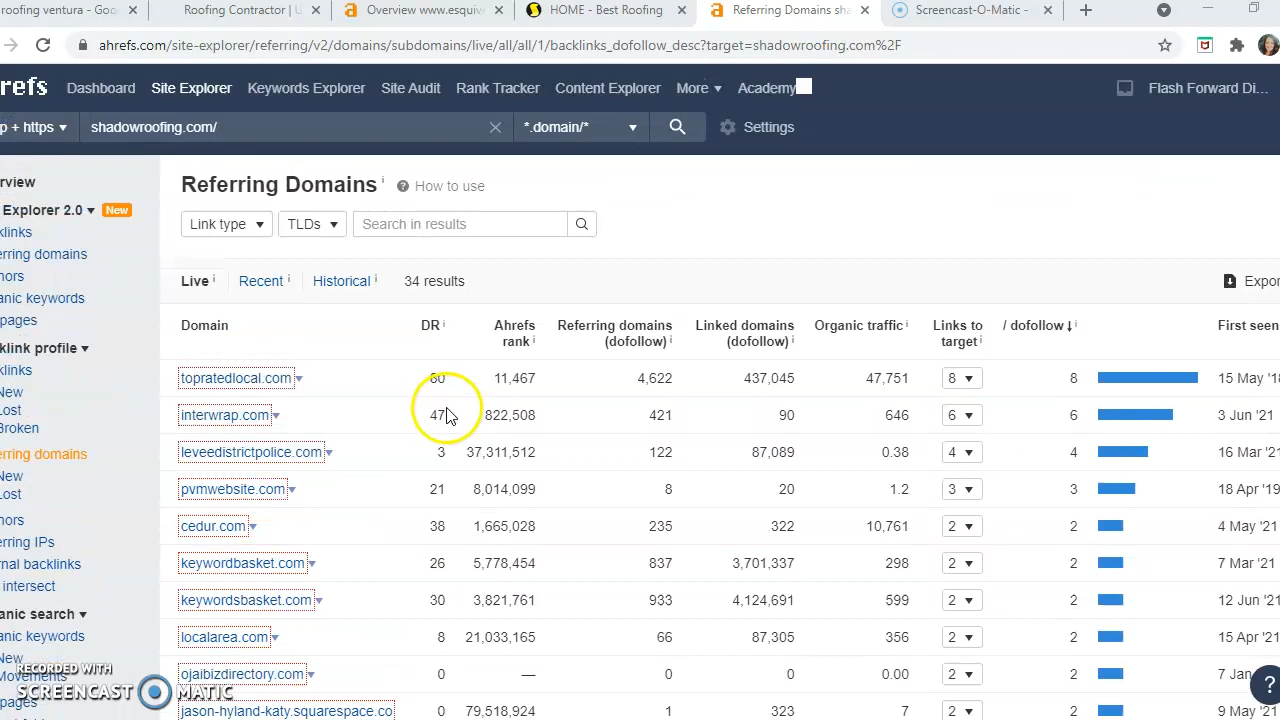 roofing ventura - Goo
Roofing Contractor | U
Overview www.esquiv
HOME - Best Roofing
Referring Domains sha
Screencast-O-Matic -
ahrefs.com/site-explorer/referring/v2/domains/subdomains/live/all/all/1/backlinks_dofollow_desc?target=shadowroofing.com%2F
refs Dashboard Site Explorer Keywords Explorer Site Audit Rank Tracker Content Explorer More Academy Flash Forward Di...
p + https shadowroofing.com/ *.domain/* Settings
rview
Explorer 2.0 New
links
erring domains
hors
anic keywords
pages
klink profile
klinks
New
Lost
Broken
erring domains
New
Lost
hors
erring IPs
rnal backlinks
intersect
anic search
anic keywords
New
Movements
pages
Referring Domains i ? How to use
Link type TLDs Search in results
Live i Recent i Historical i 34 results Expor
Domain DR i Ahrefs rank i Referring domains (dofollow) i Linked domains (dofollow) i Organic traffic i Links to target i / dofollow ↓ i First seen
topratedlocal.com 80 11,467 4,622 437,045 47,751 8 8 15 May '18
interwrap.com 47 822,508 421 90 646 6 6 3 Jun '21
leveedistrictpolice.com 3 37,311,512 122 87,089 0.38 4 4 16 Mar '21
pvmwebsite.com 21 8,014,099 8 20 1.2 3 3 18 Apr '19
cedur.com 38 1,665,028 235 322 10,761 2 2 4 May '21
keywordbasket.com 26 5,778,454 837 3,701,337 298 2 2 7 Mar '21
keywordsbasket.com 30 3,821,761 933 4,124,691 599 2 2 12 Jun '21
localarea.com 8 21,033,165 66 87,305 356 2 2 15 Apr '21
ojaibizdirectory.com 0 — 0 0 0.00 2 2 7 Jan
jason-hyland-katy.squarespace.co 0 79,518,924 1 323 7 2 2 9 May '21
RECORDED WITH
SCREENCAST MATIC
?